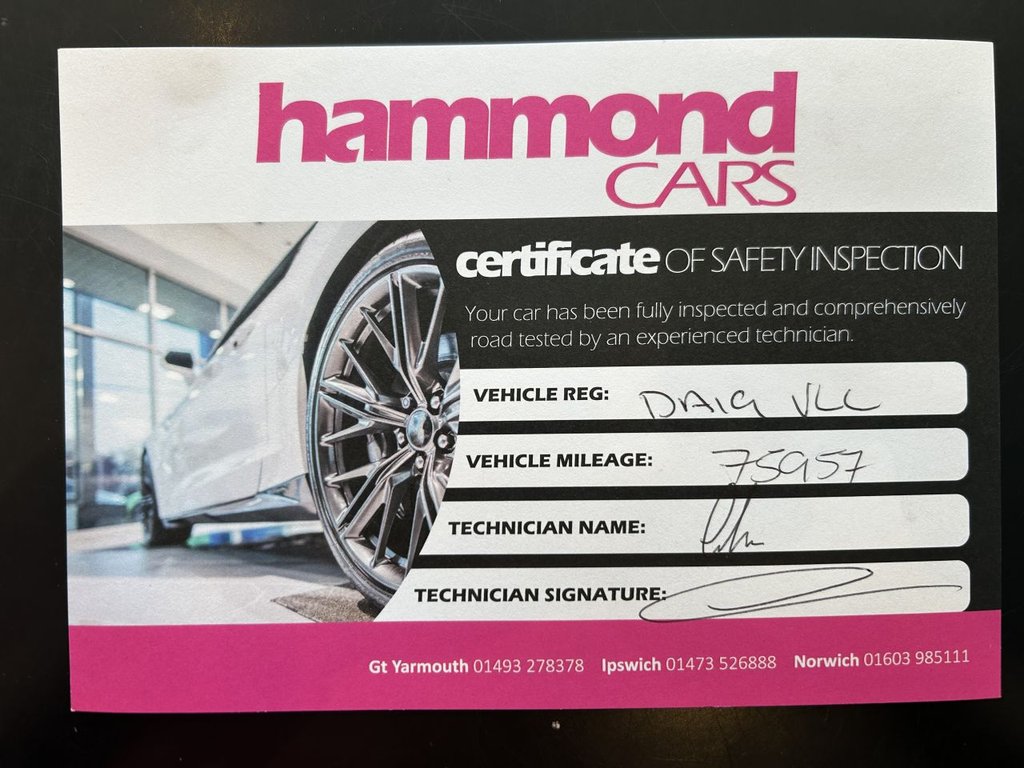 hammond
CARS
certificate OF SAFETY INSPECTION
Your car has been fully inspected and comprehensively
road tested by an experienced technician.
VEHICLE REG: DA19 VLL
VEHICLE MILEAGE: 75957
TECHNICIAN NAME:
TECHNICIAN SIGNATURE:
Gt Yarmouth 01493 278378 Ipswich 01473 526888 Norwich 01603 985111